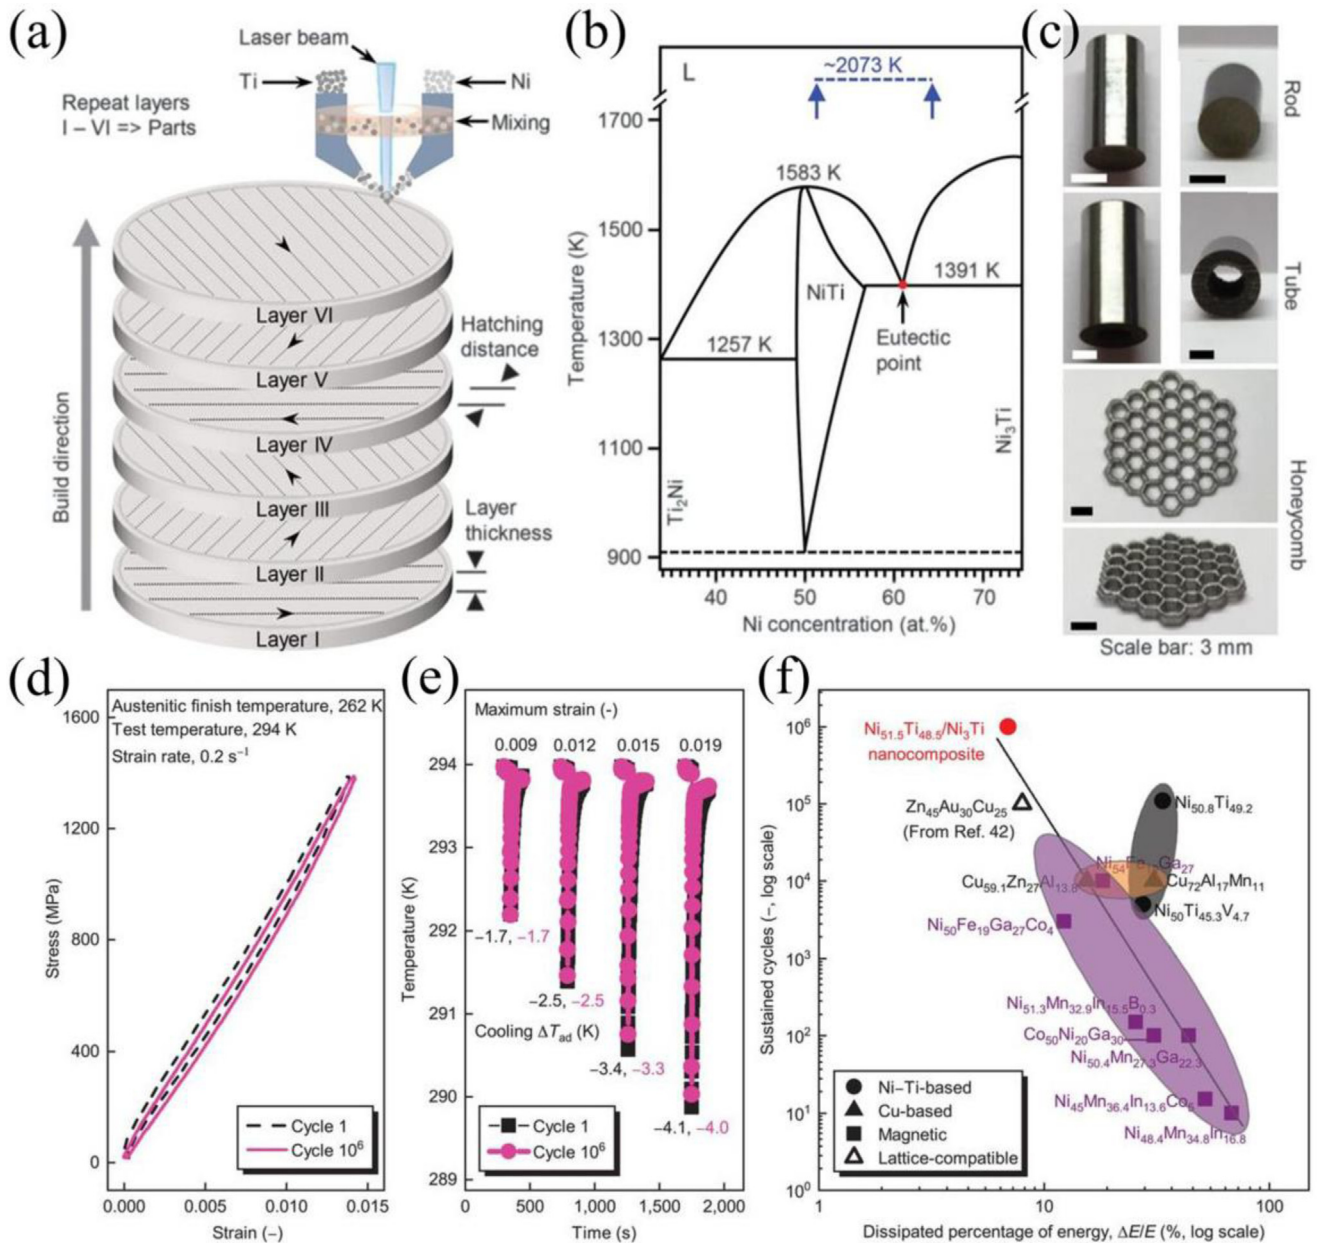 (a)
Laser beam
Ti
Ni
Repeat layers
I – VI => Parts
Mixing
Layer VI
Hatching
distance
Layer V
Layer IV
Build direction
Layer III
Layer
thickness
Layer II
Layer I
(b)
L
~2073 K
1700
1583 K
1500
NiTi
1391 K
Eutectic
point
1300
1257 K
1100
Ti₂Ni
Ni₃Ti
900
Temperature (K)
40 50 60 70
Ni concentration (at.%)
(c)
Rod
Tube
Honeycomb
Scale bar: 3 mm
(d)
Austenitic finish temperature, 262 K
Test temperature, 294 K
Strain rate, 0.2 s⁻¹
1600
1200
800
400
0
Stress (MPa)
Cycle 1
Cycle 10⁶
0.000 0.005 0.010 0.015
Strain (–)
(e)
Maximum strain (-)
0.009 0.012 0.015 0.019
294
293
292
291
290
289
Temperature (K)
−1.7, −1.7
−2.5, −2.5
Cooling ΔTad (K)
−3.4, −3.3
−4.1, −4.0
Cycle 1
Cycle 10⁶
0 500 1,000 1,500 2,000
Time (s)
(f)
10⁶
10⁵
10⁴
10³
10²
10¹
10⁰
Sustained cycles (–, log scale)
Ni₅₁.₅Ti₄₈.₅/Ni₃Ti
nanocomposite
Zn₄₅Au₃₀Cu₂₅
(From Ref. 42)
Ni₅₀.₈Ti₄₉.₂
Cu₅₉.₁Zn₂₇Al₁₃.₈
Cu₇₂Al₁₇Mn₁₁
Ni₅₀Ti₄₅.₃V₄.₇
Ni₅₀Fe₁₉Ga₂₇Co₄
Ni₅₁.₃Mn₃₂.₉In₁₅.₅B₀.₃
Co₅₀Ni₂₀Ga₃₀
Ni₅₀.₄Mn₂₇.₃Ga₂₂.₃
Ni₄₈.₄Mn₃₄.₈In₁₆.₈
Ni–Ti-based
Cu-based
Magnetic
Lattice-compatible
1 10 100
Dissipated percentage of energy, ΔE/E (%, log scale)